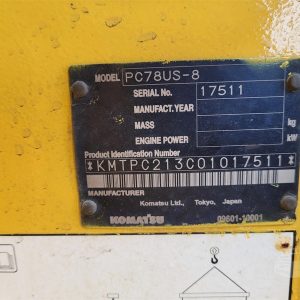 MODEL PC78US-8
SERIAL No. 17511
MANUFACT.YEAR
MASS kg
ENGINE POWER kW
Product Identification Number
*KMTPC213C01017511*
MANUFACTURER
Komatsu Ltd., Tokyo, Japan
KOMATSU 09601-10001